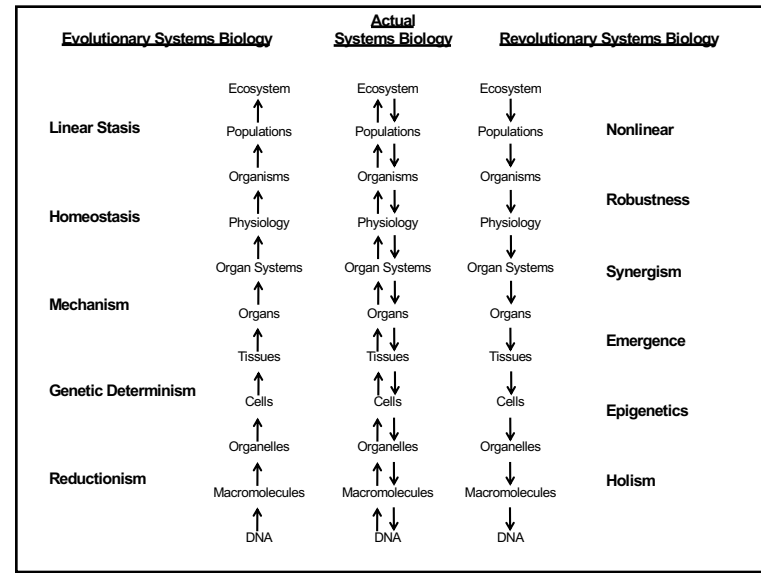 Evolutionary Systems Biology
Actual
Systems Biology
Revolutionary Systems Biology
Linear Stasis
Homeostasis
Mechanism
Genetic Determinism
Reductionism
Ecosystem
Populations
Organisms
Physiology
Organ Systems
Organs
Tissues
Cells
Organelles
Macromolecules
DNA
Ecosystem
Populations
Organisms
Physiology
Organ Systems
Organs
Tissues
Cells
Organelles
Macromolecules
DNA
Ecosystem
Populations
Organisms
Physiology
Organ Systems
Organs
Tissues
Cells
Organelles
Macromolecules
DNA
Nonlinear
Robustness
Synergism
Emergence
Epigenetics
Holism